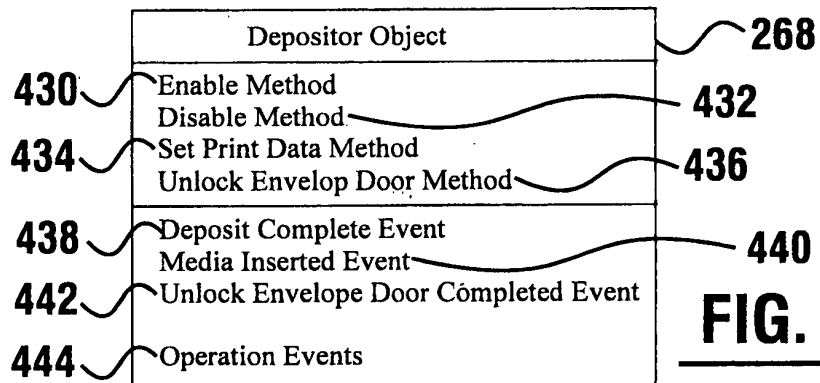 Depositor Object 268
430 Enable Method
Disable Method 432
434 Set Print Data Method
Unlock Envelop Door Method 436
438 Deposit Complete Event
Media Inserted Event 440
442 Unlock Envelope Door Completed Event
FIG.
444 Operation Events